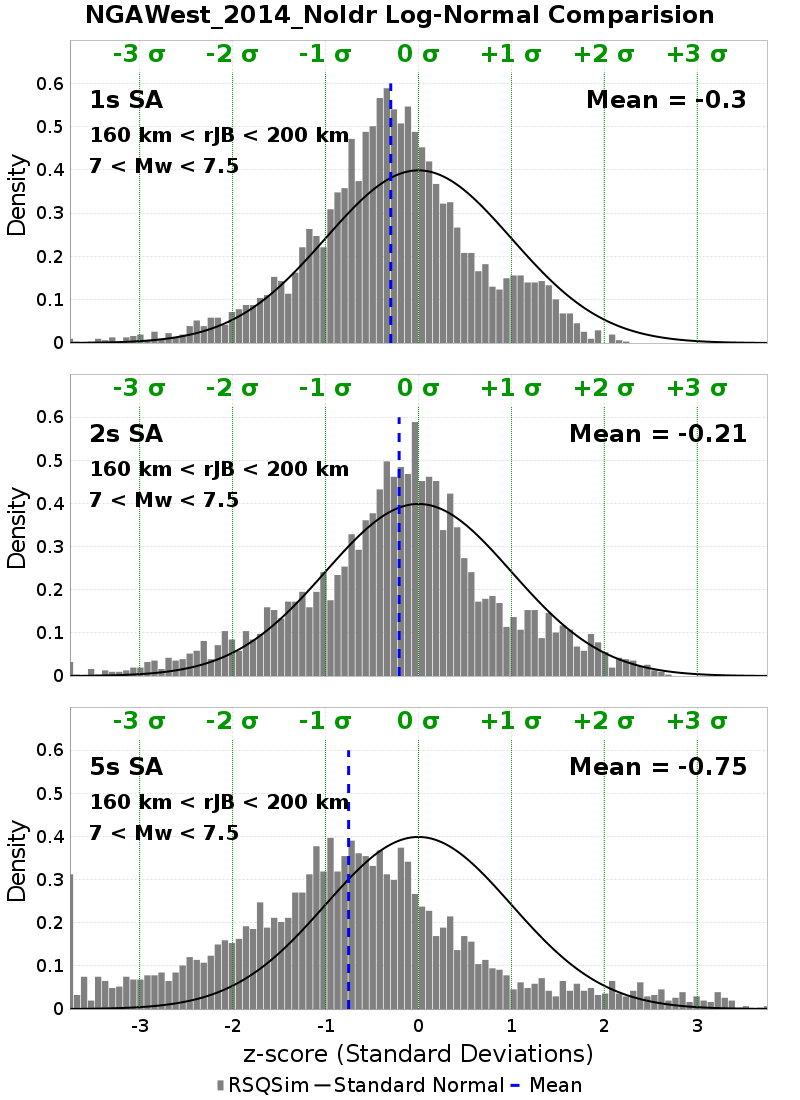 NGAWest_2014_NoIdr Log-Normal Comparision
-3 σ -2 σ -1 σ 0 σ +1 σ +2 σ +3 σ
0.6
1s SA Mean = -0.3
0.5
160 km < rJB < 200 km
7 < Mw < 7.5
0.4
0.3
0.2
0.1
0
Density
-3 σ -2 σ -1 σ 0 σ +1 σ +2 σ +3 σ
0.6
2s SA Mean = -0.21
0.5
160 km < rJB < 200 km
7 < Mw < 7.5
0.4
0.3
0.2
0.1
0
Density
-3 σ -2 σ -1 σ 0 σ +1 σ +2 σ +3 σ
0.6
5s SA Mean = -0.75
0.5
160 km < rJB < 200 km
7 < Mw < 7.5
0.4
0.3
0.2
0.1
0
Density
-3 -2 -1 0 1 2 3
z-score (Standard Deviations)
RSQSim Standard Normal Mean